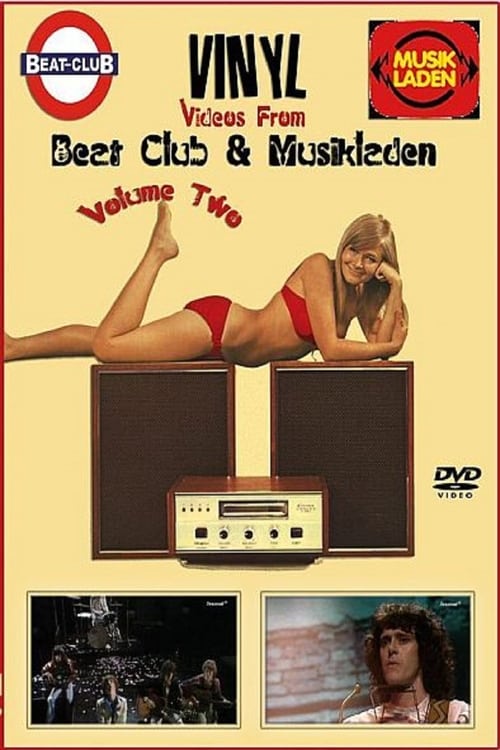 BEAT-CLUB
VINYL
MUSIK
LADEN
Videos From
Beat Club & Musikladen
Volume Two
DVD
VIDEO